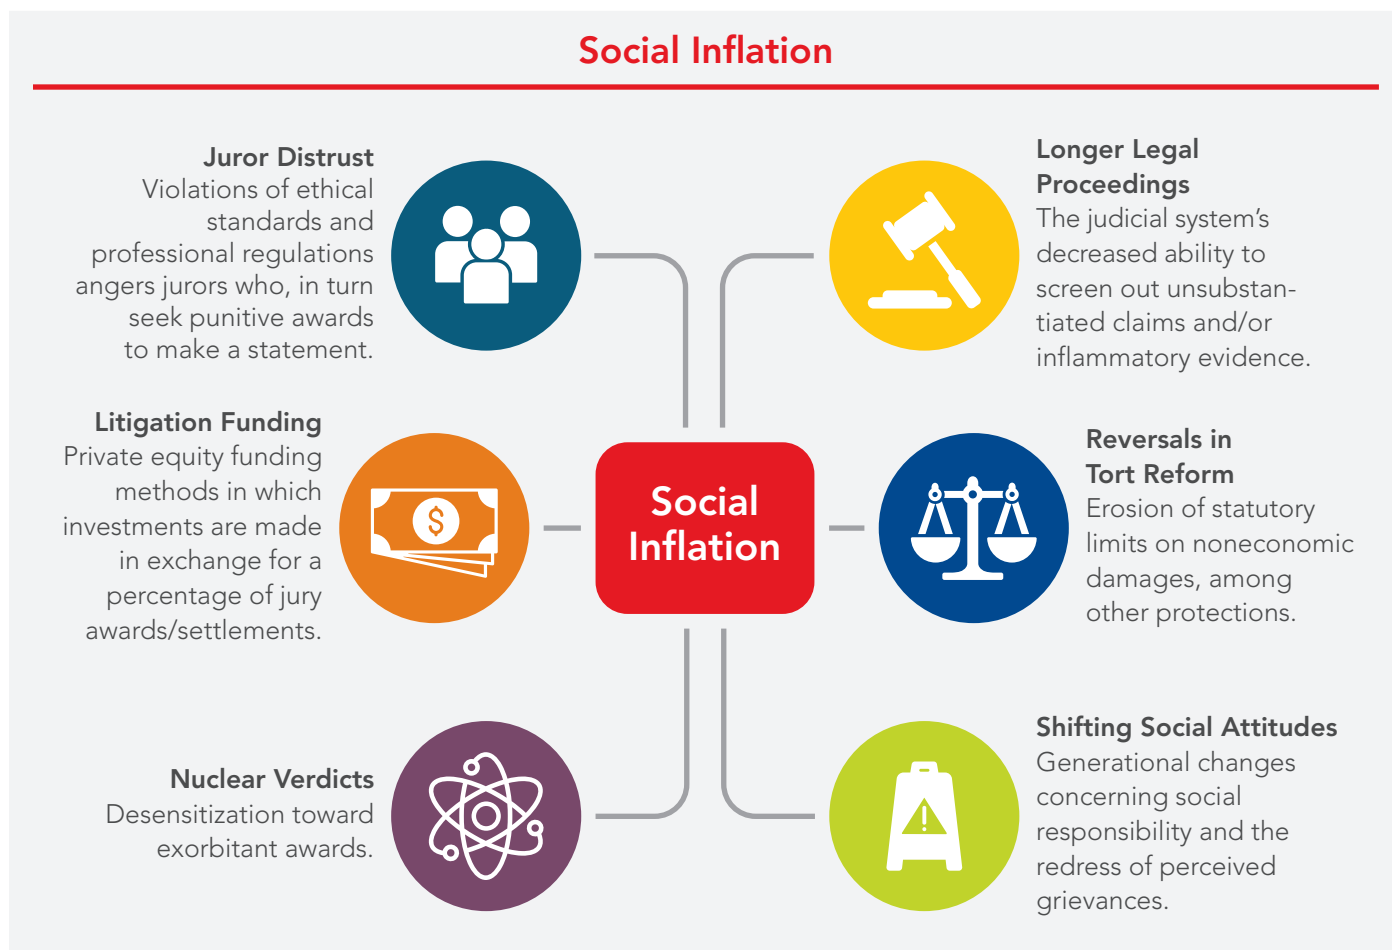 Social Inflation
Juror Distrust
Violations of ethical
standards and
professional regulations
angers jurors who, in turn
seek punitive awards
to make a statement.
Longer Legal
Proceedings
The judicial system’s
decreased ability to
screen out unsubstan-
tiated claims and/or
inflammatory evidence.
Litigation Funding
Private equity funding
methods in which
investments are made
in exchange for a
percentage of jury
awards/settlements.
$
Social
Inflation
Reversals in
Tort Reform
Erosion of statutory
limits on noneconomic
damages, among
other protections.
Nuclear Verdicts
Desensitization toward
exorbitant awards.
!
Shifting Social Attitudes
Generational changes
concerning social
responsibility and the
redress of perceived
grievances.